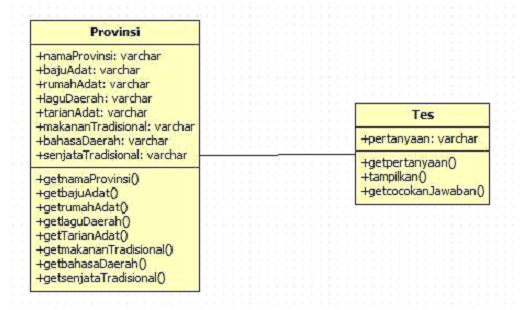 Provinsi
+namaProvinsi: varchar
+bajuAdat: varchar
+rumahAdat: varchar
+laguDaerah: varchar
+tarianAdat: varchar
+makananTradisional: varchar
+bahasaDaerah: varchar
+senjataTradisional: varchar
+getnamaProvinsi()
+getbajuAdat()
+getrumahAdat()
+getlaguDaerah()
+getTarianAdat()
+getmakananTradisional()
+getbahasaDaerah()
+getsenjataTradisional()
Tes
+pertanyaan: varchar
+getpertanyaan()
+tampilkan()
+getcocokanJawaban()